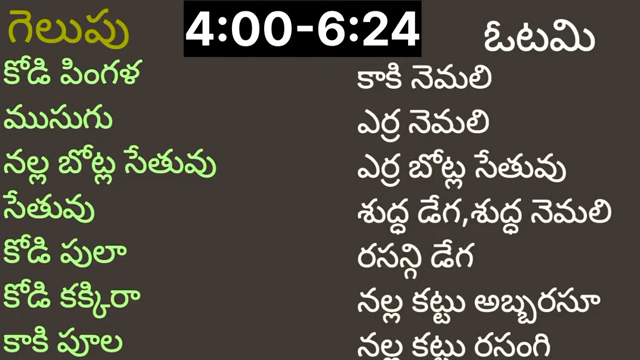 గెలుపు 4:00-6:24 ఓటమి
కోడి పింగళ కాకి నెమలి
ముసుగు ఎర్ర నెమలి
నల్ల బోట్ల సేతువు ఎర్ర బోట్ల సేతువు
సేతువు శుద్ధ డేగ,శుద్ధ నెమలి
కోడి పులా రసన్గి డేగ
కోడి కక్కిరా నల్ల కట్టు అబ్బరసూ
కాకి పూల నల్ల కట్టు రసంగి